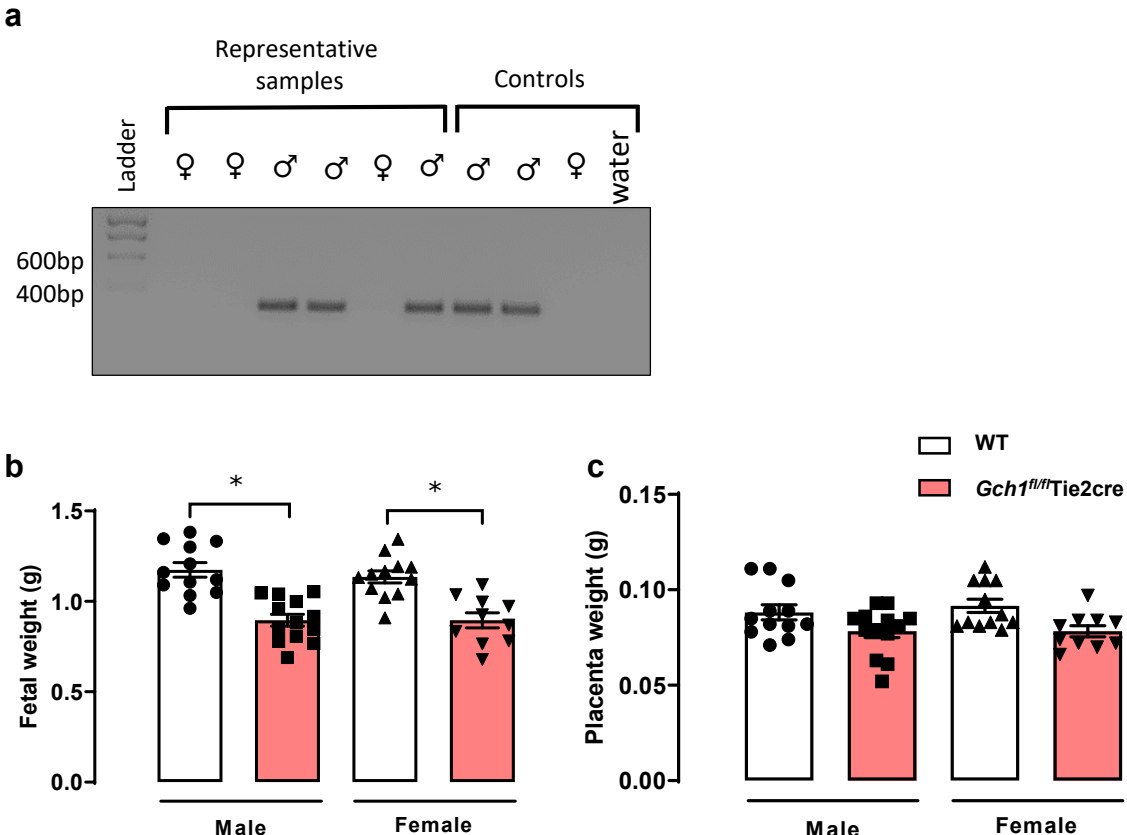 a
Representative
samples
Controls
Ladder
♀ ♀ ♂ ♂ ♀ ♂ ♂ ♂ ♀ water
600bp
400bp
b
*
*
Fetal weight (g)
1.5
1.0
0.5
0.0
Male
Female
c
WT
Gch1fl/flTie2cre
Placenta weight (g)
0.15
0.10
0.05
0.00
Male
Female